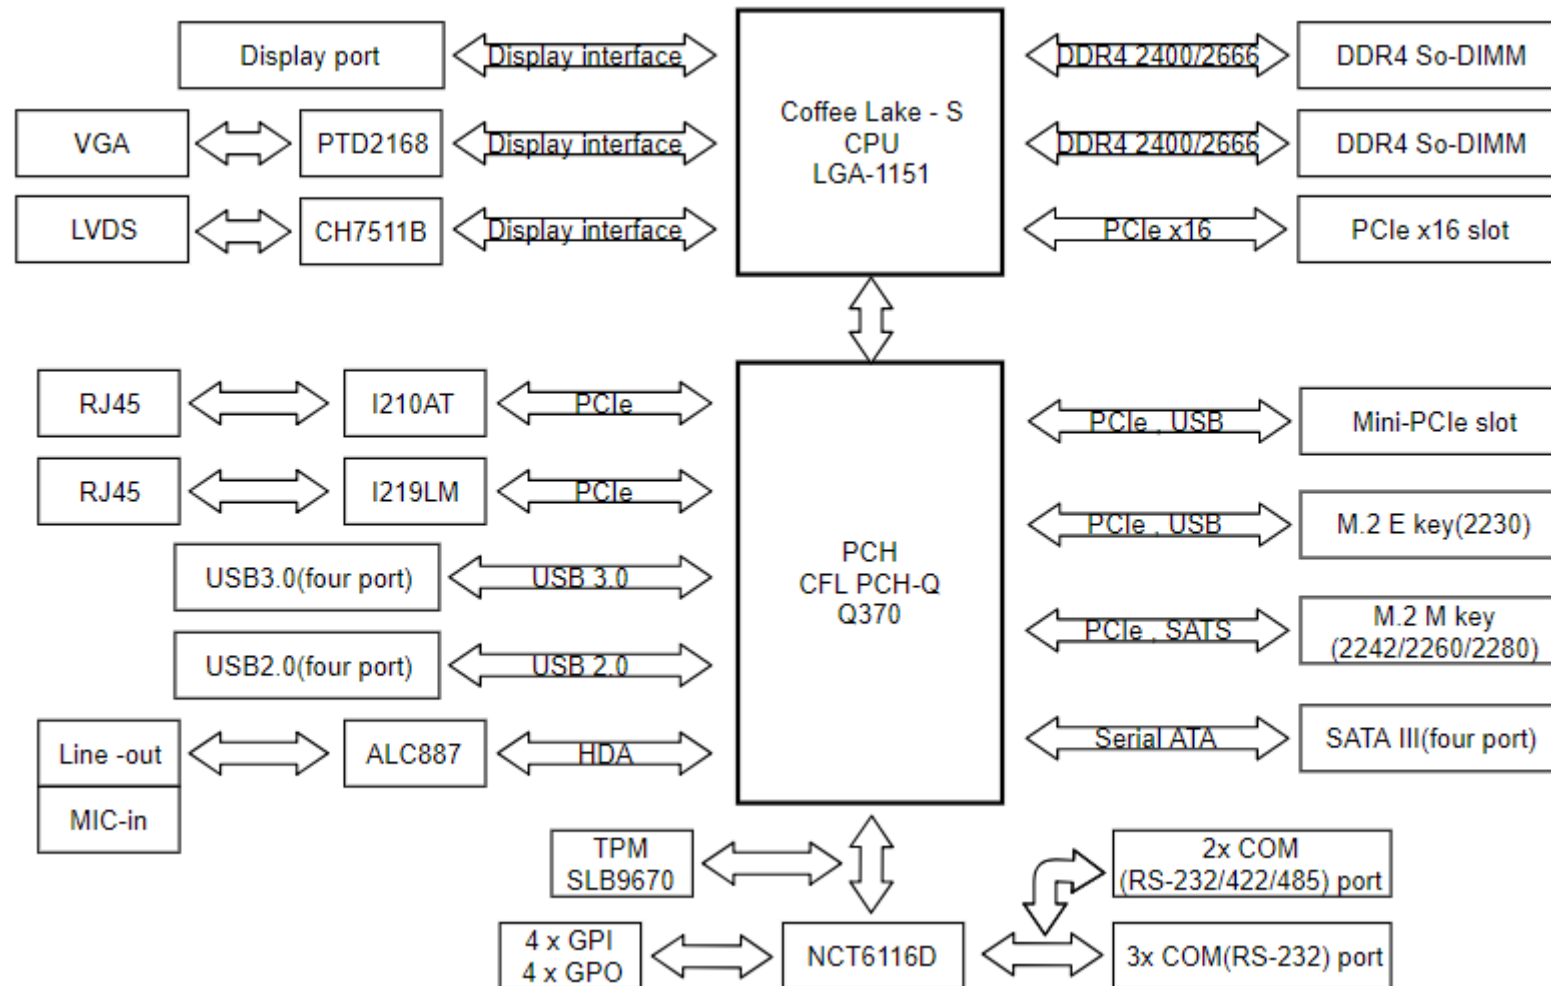 Display port
Display interface
Coffee Lake - S
CPU
LGA-1151
DDR4 2400/2666
DDR4 So-DIMM
VGA
PTD2168
Display interface
DDR4 2400/2666
DDR4 So-DIMM
LVDS
CH7511B
Display interface
PCIe x16
PCIe x16 slot
RJ45
I210AT
PCIe
PCIe , USB
Mini-PCIe slot
RJ45
I219LM
PCIe
PCIe , USB
M.2 E key(2230)
PCH
CFL PCH-Q
Q370
USB3.0(four port)
USB 3.0
PCIe , SATS
M.2 M key
(2242/2260/2280)
USB2.0(four port)
USB 2.0
Line -out
ALC887
HDA
Serial ATA
SATA III(four port)
MIC-in
TPM
SLB9670
2x COM
(RS-232/422/485) port
4 x GPI
4 x GPO
NCT6116D
3x COM(RS-232) port